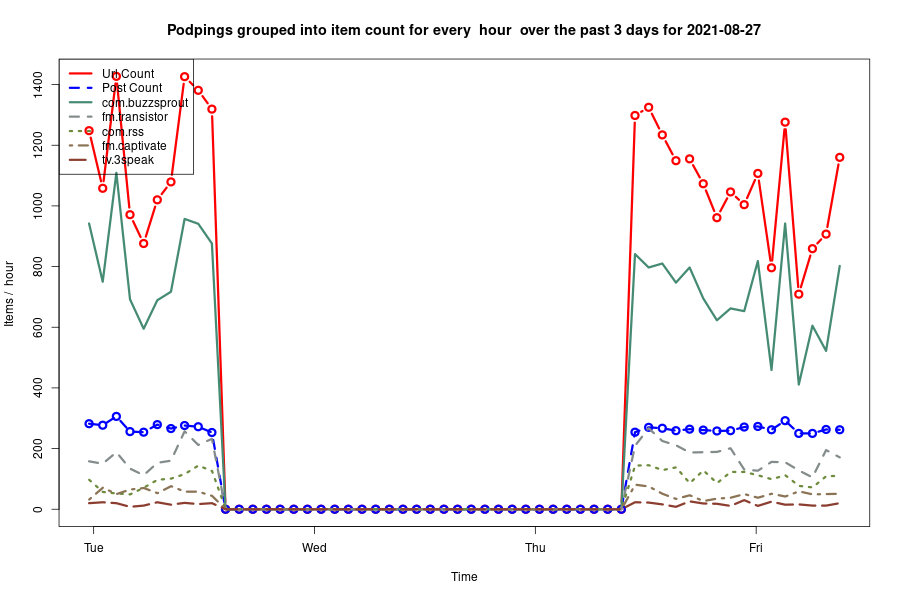 Podpings grouped into item count for every  hour  over the past 3 days for 2021-08-27
Url Count
Post Count
com.buzzsprout
fm.transistor
com.rss
fm.captivate
tv.3speak
Items /  hour
1400
1200
1000
800
600
400
200
0
Tue
Wed
Thu
Fri
Time